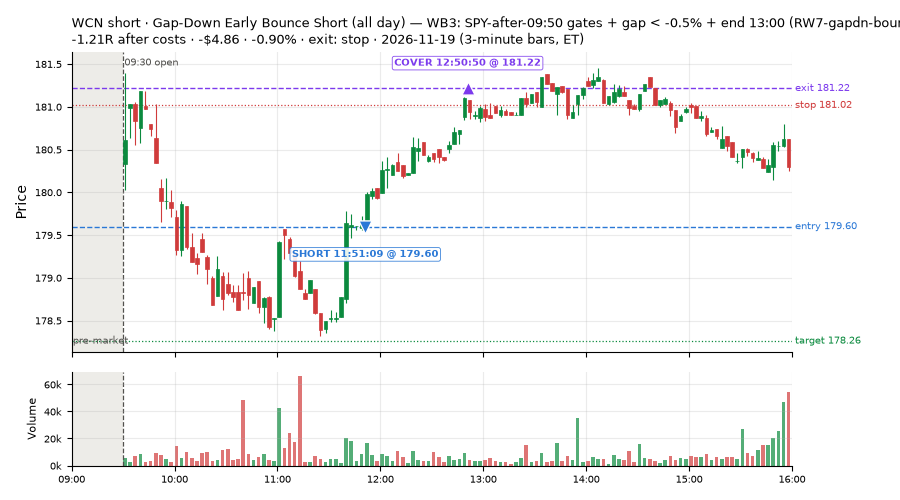 WCN short · Gap-Down Early Bounce Short (all day) — WB3: SPY-after-09:50 gates + gap < -0.5% + end 13:00 (RW7-gapdn-bour
-1.21R after costs · -$4.86 · -0.90% · exit: stop · 2026-11-19 (3-minute bars, ET)
09:30 open
COVER 12:50:50 @ 181.22
181.5
181.0
180.5
180.0
179.5
179.0
178.5
Price
exit 181.22
stop 181.02
entry 179.60
SHORT 11:51:09 @ 179.60
pre-market
target 178.26
60k
40k
20k
0k
Volume
09:00
10:00
11:00
12:00
13:00
14:00
15:00
16:00